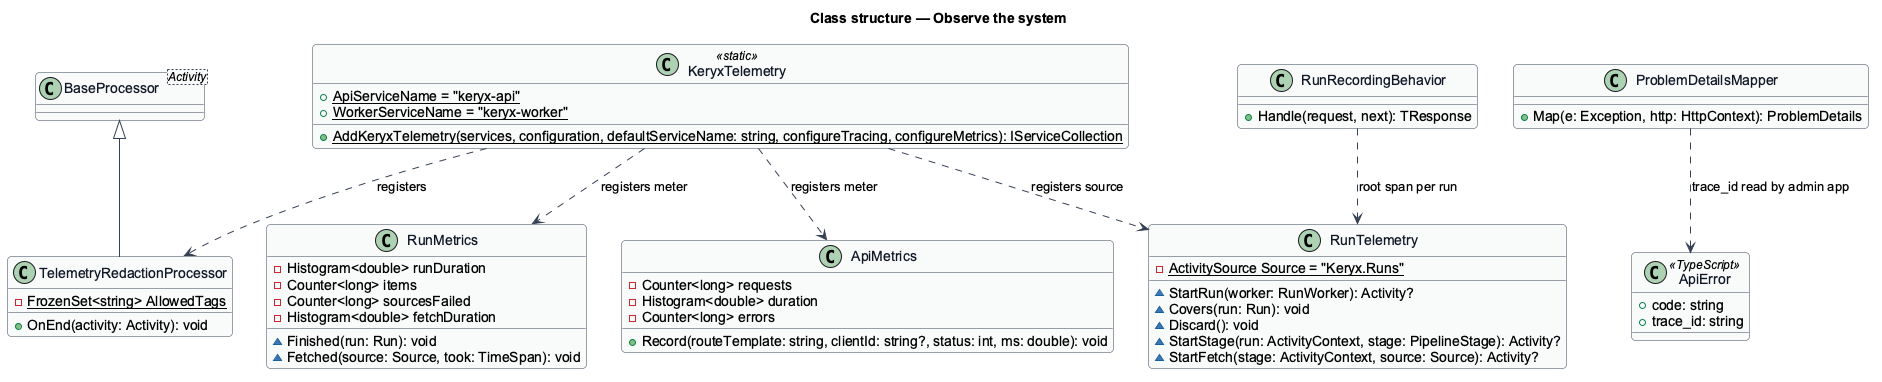 Class structure — Observe the system
C BaseProcessor
Activity
«static»
C KeryxTelemetry
ApiServiceName = "keryx-api"
WorkerServiceName = "keryx-worker"
AddKeryxTelemetry(services, configuration, defaultServiceName: string, configureTracing, configureMetrics): IServiceCollection
C RunRecordingBehavior
Handle(request, next): TResponse
C ProblemDetailsMapper
Map(e: Exception, http: HttpContext): ProblemDetails
registers
registers meter
registers meter
registers source
root span per run
trace_id read by admin app
C TelemetryRedactionProcessor
FrozenSet<string> AllowedTags
OnEnd(activity: Activity): void
C RunMetrics
Histogram<double> runDuration
Counter<long> items
Counter<long> sourcesFailed
Histogram<double> fetchDuration
Finished(run: Run): void
Fetched(source: Source, took: TimeSpan): void
C ApiMetrics
Counter<long> requests
Histogram<double> duration
Counter<long> errors
Record(routeTemplate: string, clientId: string?, status: int, ms: double): void
C RunTelemetry
ActivitySource Source = "Keryx.Runs"
StartRun(worker: RunWorker): Activity?
Covers(run: Run): void
Discard(): void
StartStage(run: ActivityContext, stage: PipelineStage): Activity?
StartFetch(stage: ActivityContext, source: Source): Activity?
«TypeScript»
C ApiError
code: string
trace_id: string